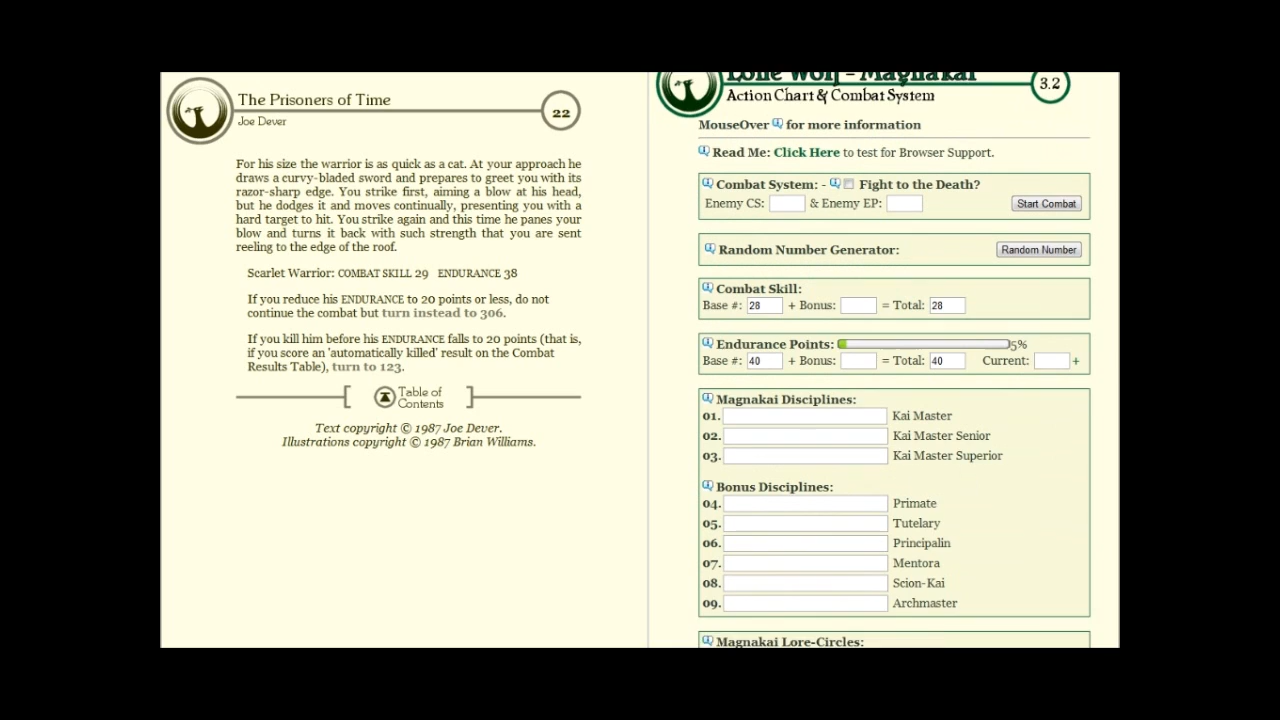 The Prisoners of Time
Joe Dever
22
For his size the warrior is as quick as a cat. At your approach he
draws a curvy-bladed sword and prepares to greet you with its
razor-sharp edge. You strike first, aiming a blow at his head,
but he dodges it and moves continually, presenting you with a
hard target to hit. You strike again and this time he panes your
blow and turns it back with such strength that you are sent
reeling to the edge of the roof.
Scarlet Warrior: COMBAT SKILL 29 ENDURANCE 38
If you reduce his ENDURANCE to 20 points or less, do not
continue the combat but turn instead to 306.
If you kill him before his ENDURANCE falls to 20 points (that is,
if you score an 'automatically killed' result on the Combat
Results Table), turn to 123.
Table of
Contents
Text copyright © 1987 Joe Dever.
Illustrations copyright © 1987 Brian Williams.
Lone Wolf - Magnakai
Action Chart & Combat System
3.2
MouseOver for more information
Read Me: Click Here to test for Browser Support.
Combat System: - Fight to the Death?
Enemy CS: & Enemy EP: Start Combat
Random Number Generator: Random Number
Combat Skill:
Base #: 28 + Bonus: = Total: 28
Endurance Points: 5%
Base #: 40 + Bonus: = Total: 40 Current: +
Magnakai Disciplines:
01. Kai Master
02. Kai Master Senior
03. Kai Master Superior
Bonus Disciplines:
04. Primate
05. Tutelary
06. Principalin
07. Mentora
08. Scion-Kai
09. Archmaster
Magnakai Lore-Circles: